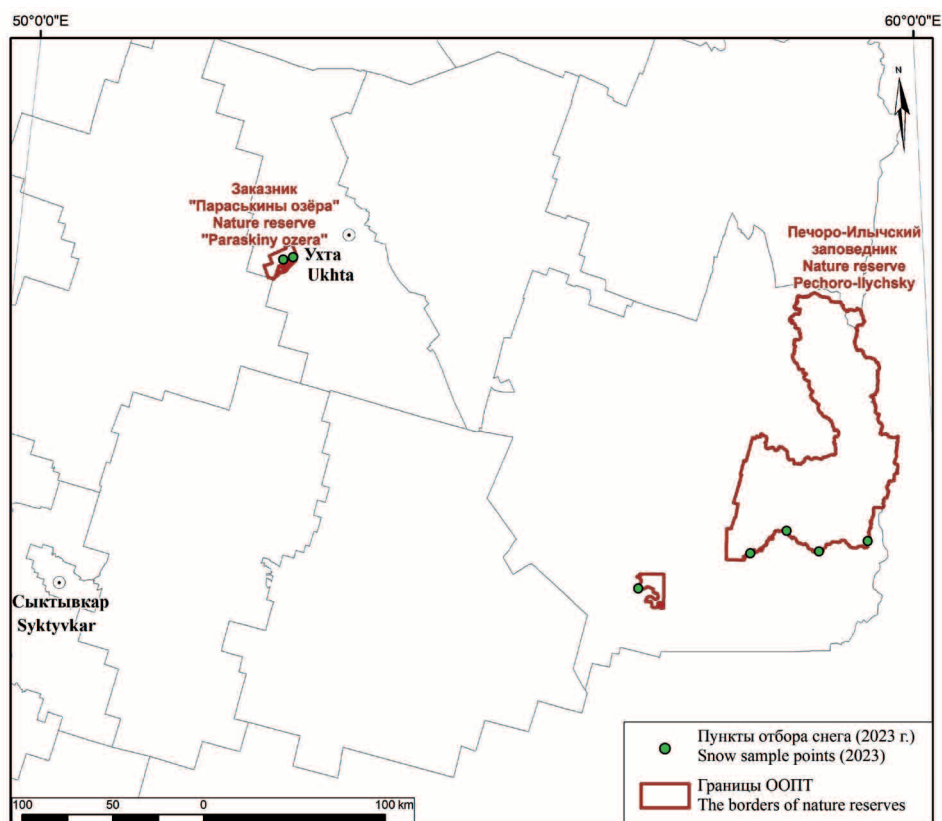 50°0'0"E
60°0'0"E
N
Заказник
"Параськины озёра"
Nature reserve
"Paraskiny ozera"
Ухта
Ukhta
Печоро-Илычский
заповедник
Nature reserve
Pechoro-Ilychsky
Сыктывкар
Syktyvkar
Пункты отбора снега (2023 г.)
Snow sample points (2023)
Границы ООПТ
The borders of nature reserves
100 50 0 100 km